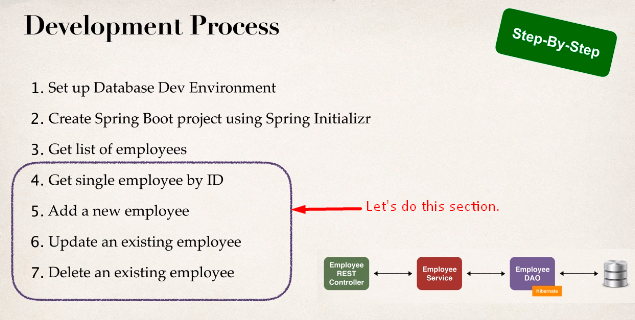 Development Process
Step-By-Step
1. Set up Database Dev Environment
2. Create Spring Boot project using Spring Initializr
3. Get list of employees
4. Get single employee by ID
5. Add a new employee
6. Update an existing employee
7. Delete an existing employee
Let's do this section.
Employee
REST
Controller
Employee
Service
Employee
DAO
Hibernate